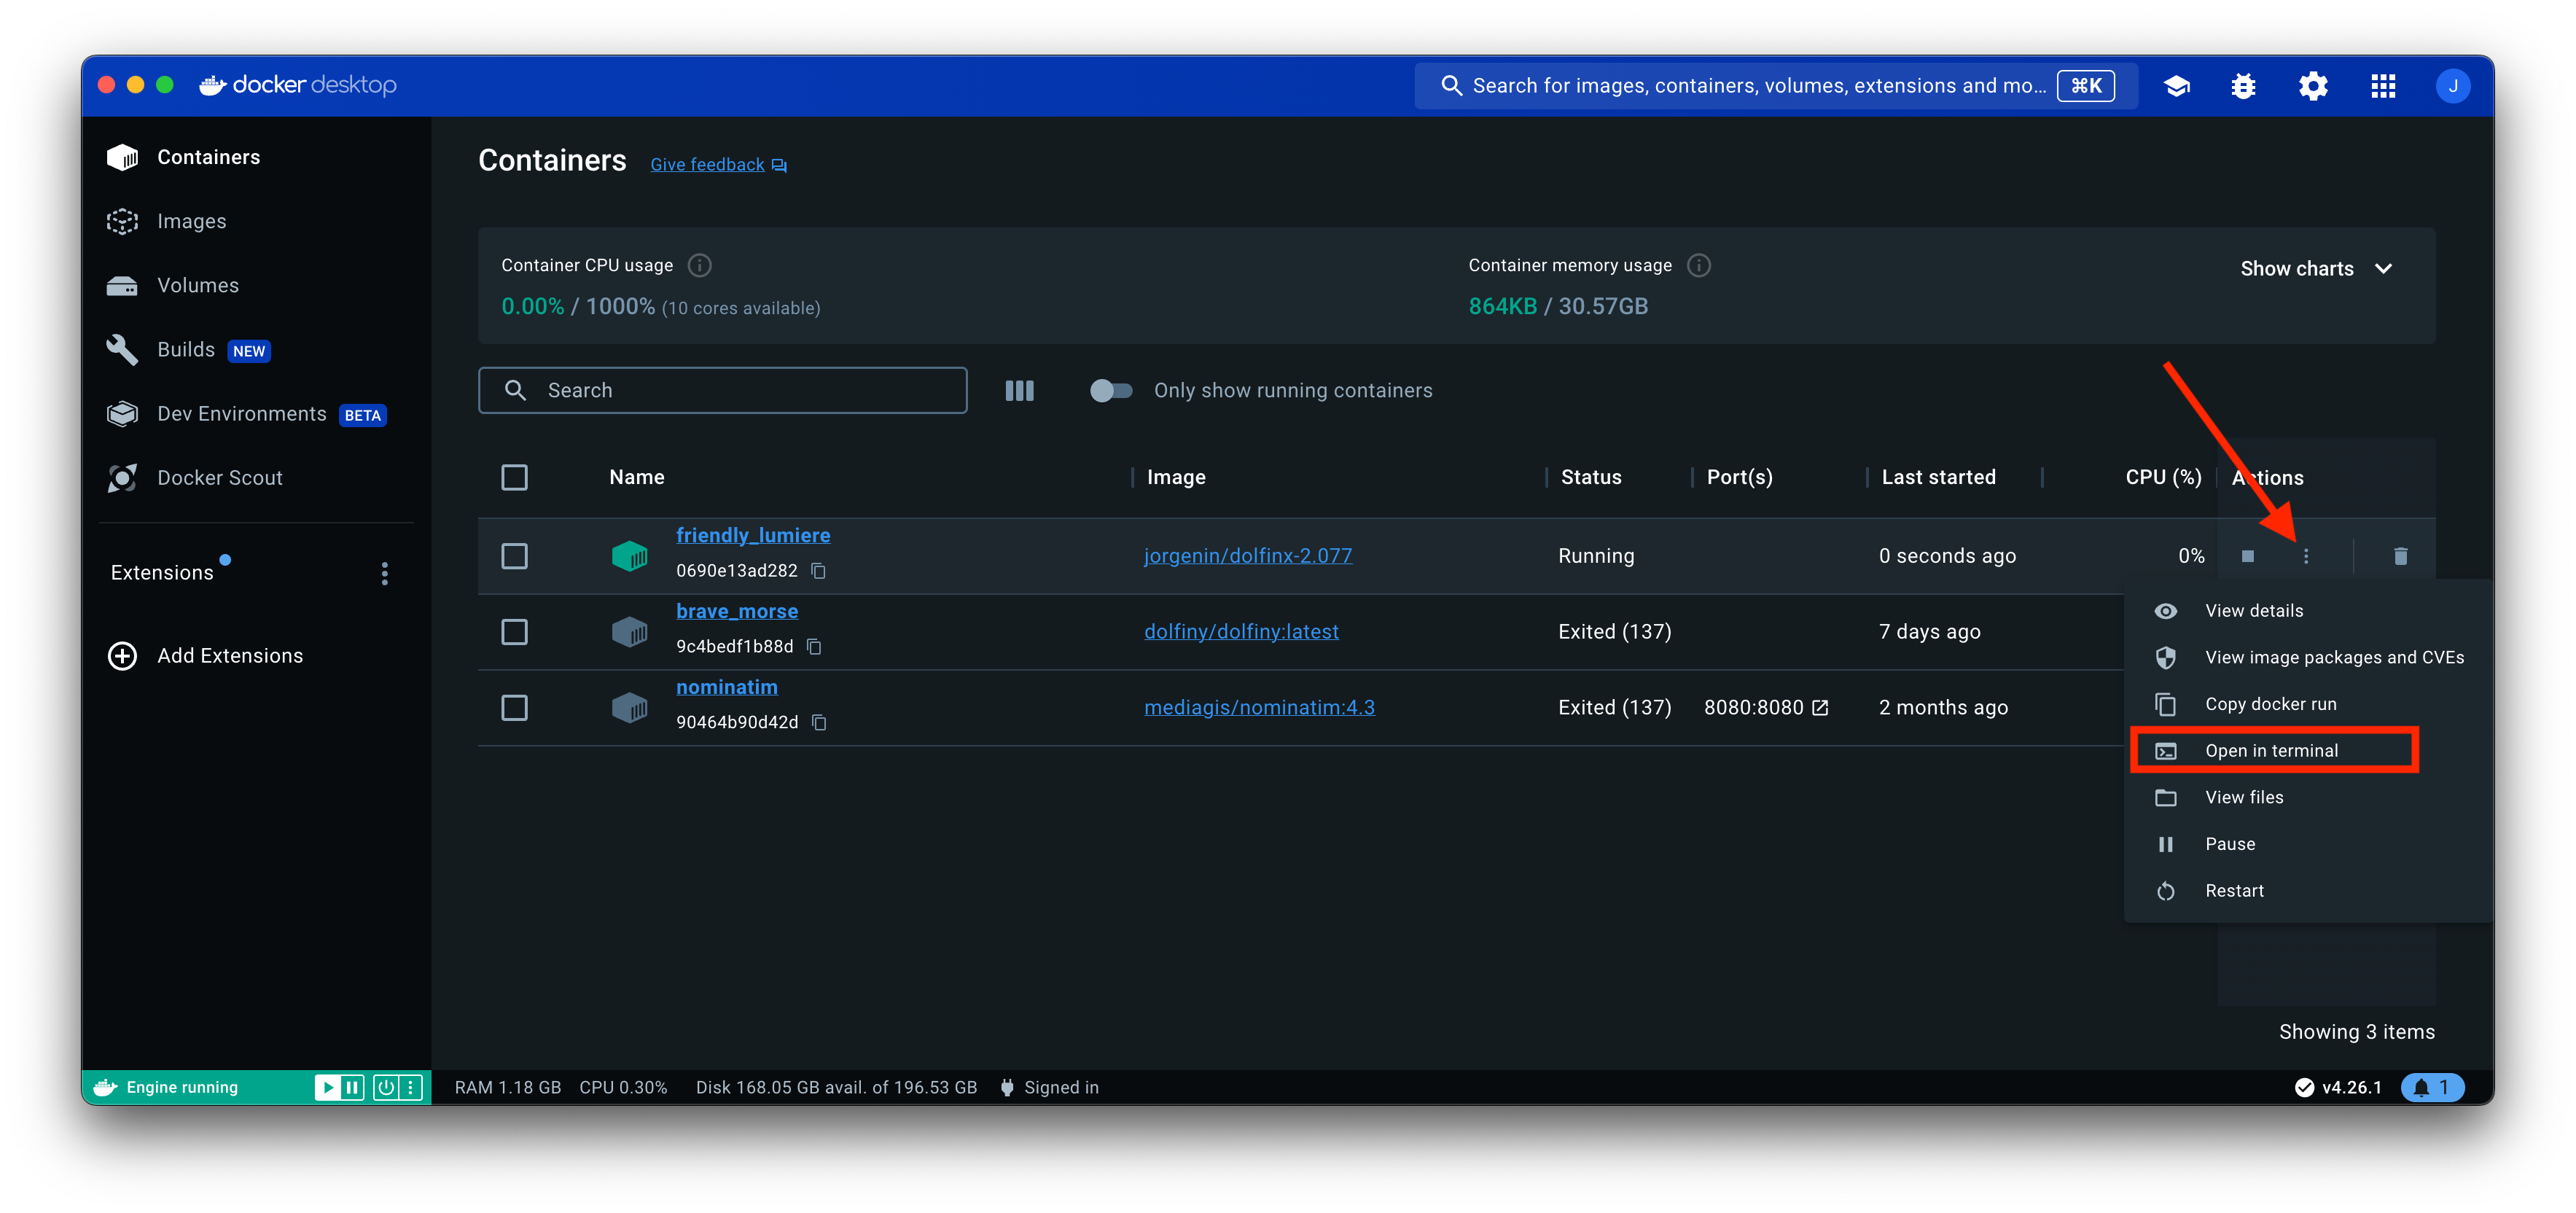 docker desktop
Search for images, containers, volumes, extensions and mo... ⌘K
J
Containers
Images
Volumes
Builds NEW
Dev Environments BETA
Docker Scout
Extensions
Add Extensions
Containers Give feedback
Container CPU usage
0.00% / 1000% (10 cores available)
Container memory usage
864KB / 30.57GB
Show charts
Search
Only show running containers
Name Image Status Port(s) Last started CPU (%) Actions
friendly_lumiere
0690e13ad282
jorgenin/dolfinx-2.077 Running 0 seconds ago 0%
brave_morse
9c4bedf1b88d
dolfiny/dolfiny:latest Exited (137) 7 days ago
nominatim
90464b90d42d
mediagis/nominatim:4.3 Exited (137) 8080:8080 2 months ago
View details
View image packages and CVEs
Copy docker run
Open in terminal
View files
Pause
Restart
Showing 3 items
Engine running
RAM 1.18 GB CPU 0.30% Disk 168.05 GB avail. of 196.53 GB Signed in
v4.26.1
1